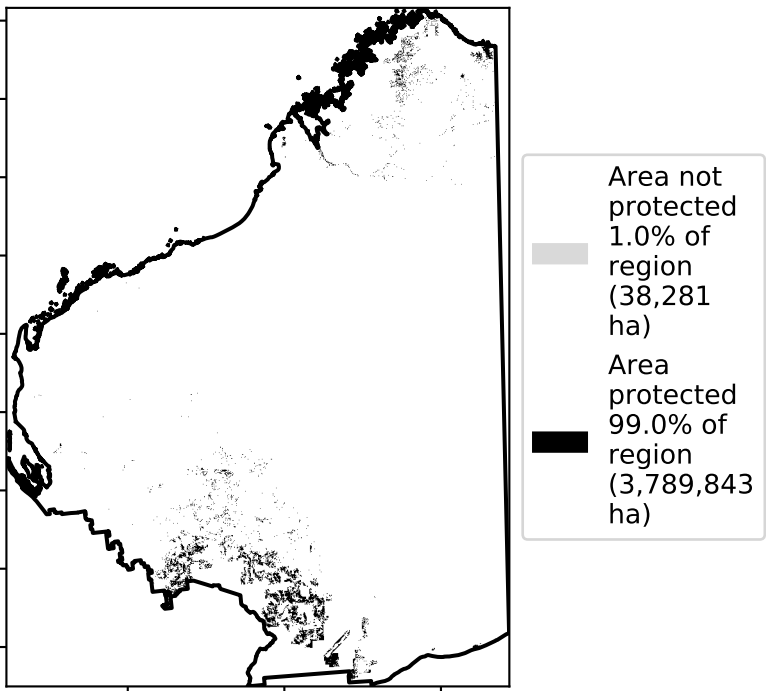 Area not
protected
1.0% of
region
(38,281
ha)
Area
protected
99.0% of
region
(3,789,843
ha)